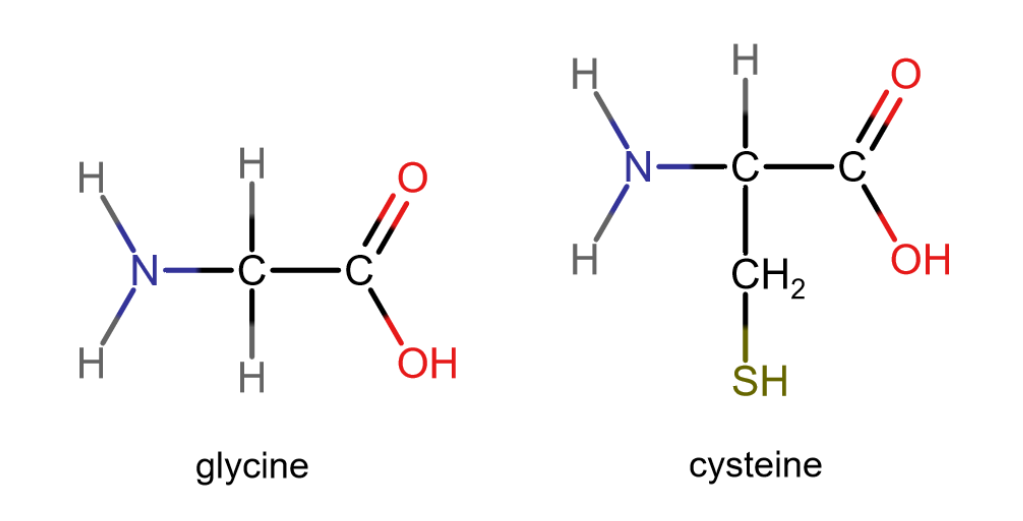 H H O
N C C
H H OH
glycine
H H O
N C C
H CH₂ OH
SH
cysteine